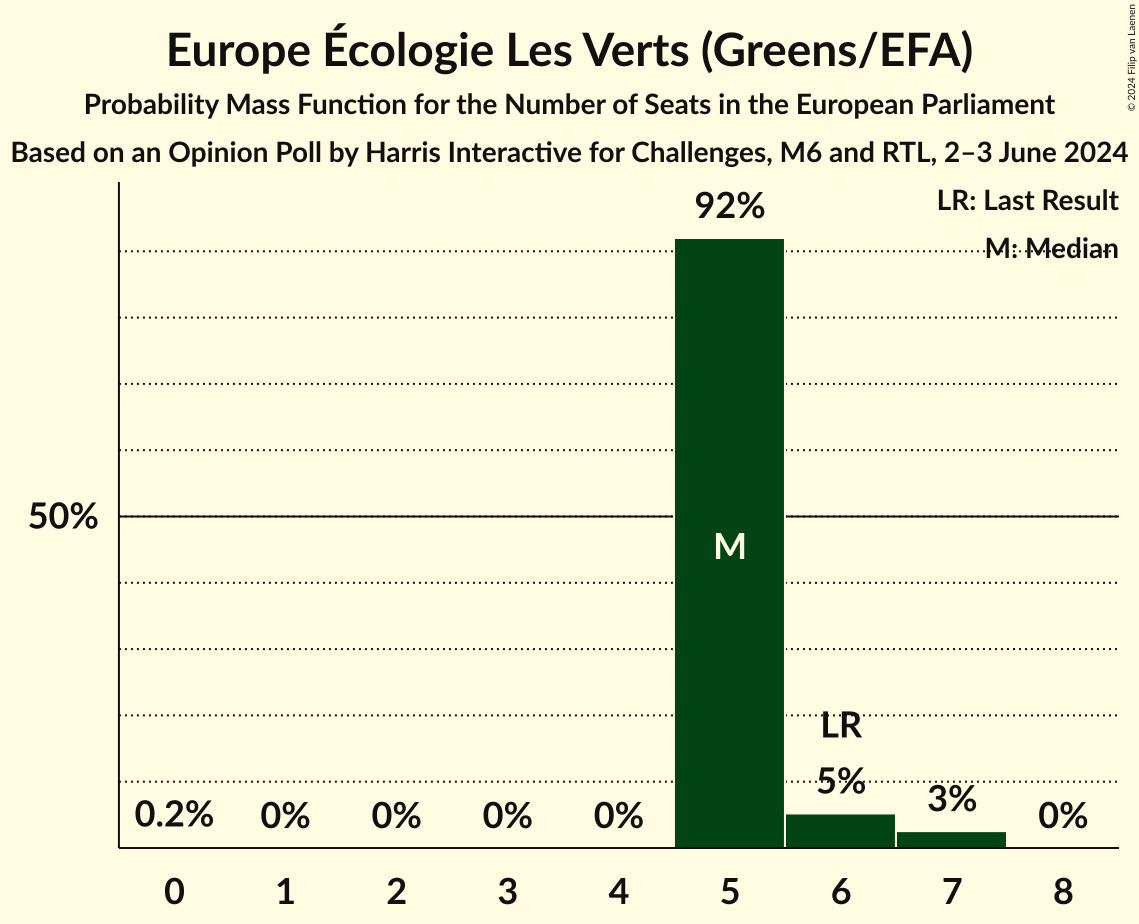 Europe Écologie Les Verts (Greens/EFA)
Probability Mass Function for the Number of Seats in the European Parliament
Based on an Opinion Poll by Harris Interactive for Challenges, M6 and RTL, 2–3 June 2024
© 2024 Filip van Laenen
LR: Last Result
M: Median
92%
50%
M
LR
5%
3%
0.2% 0% 0% 0% 0% 0%
0 1 2 3 4 5 6 7 8